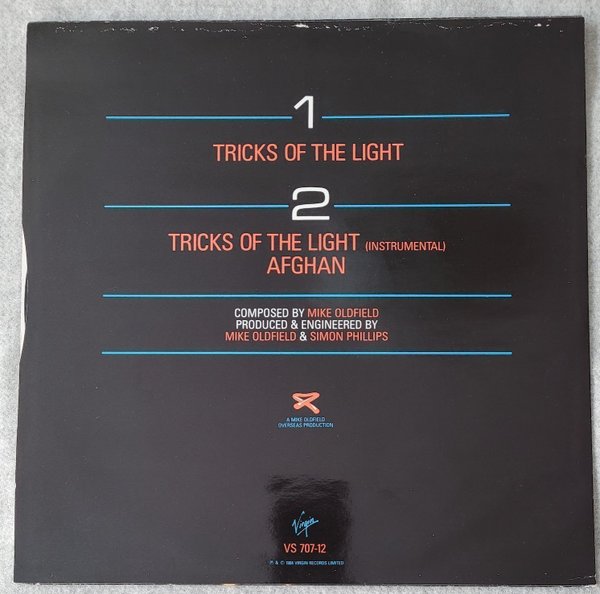 1
TRICKS OF THE LIGHT
2
TRICKS OF THE LIGHT (INSTRUMENTAL)
AFGHAN
COMPOSED BY MIKE OLDFIELD
PRODUCED & ENGINEERED BY
MIKE OLDFIELD & SIMON PHILLIPS
A MIKE OLDFIELD
OVERSEAS PRODUCTION
Virgin
VS 707-12
P. & © 1984 VIRGIN RECORDS LIMITED